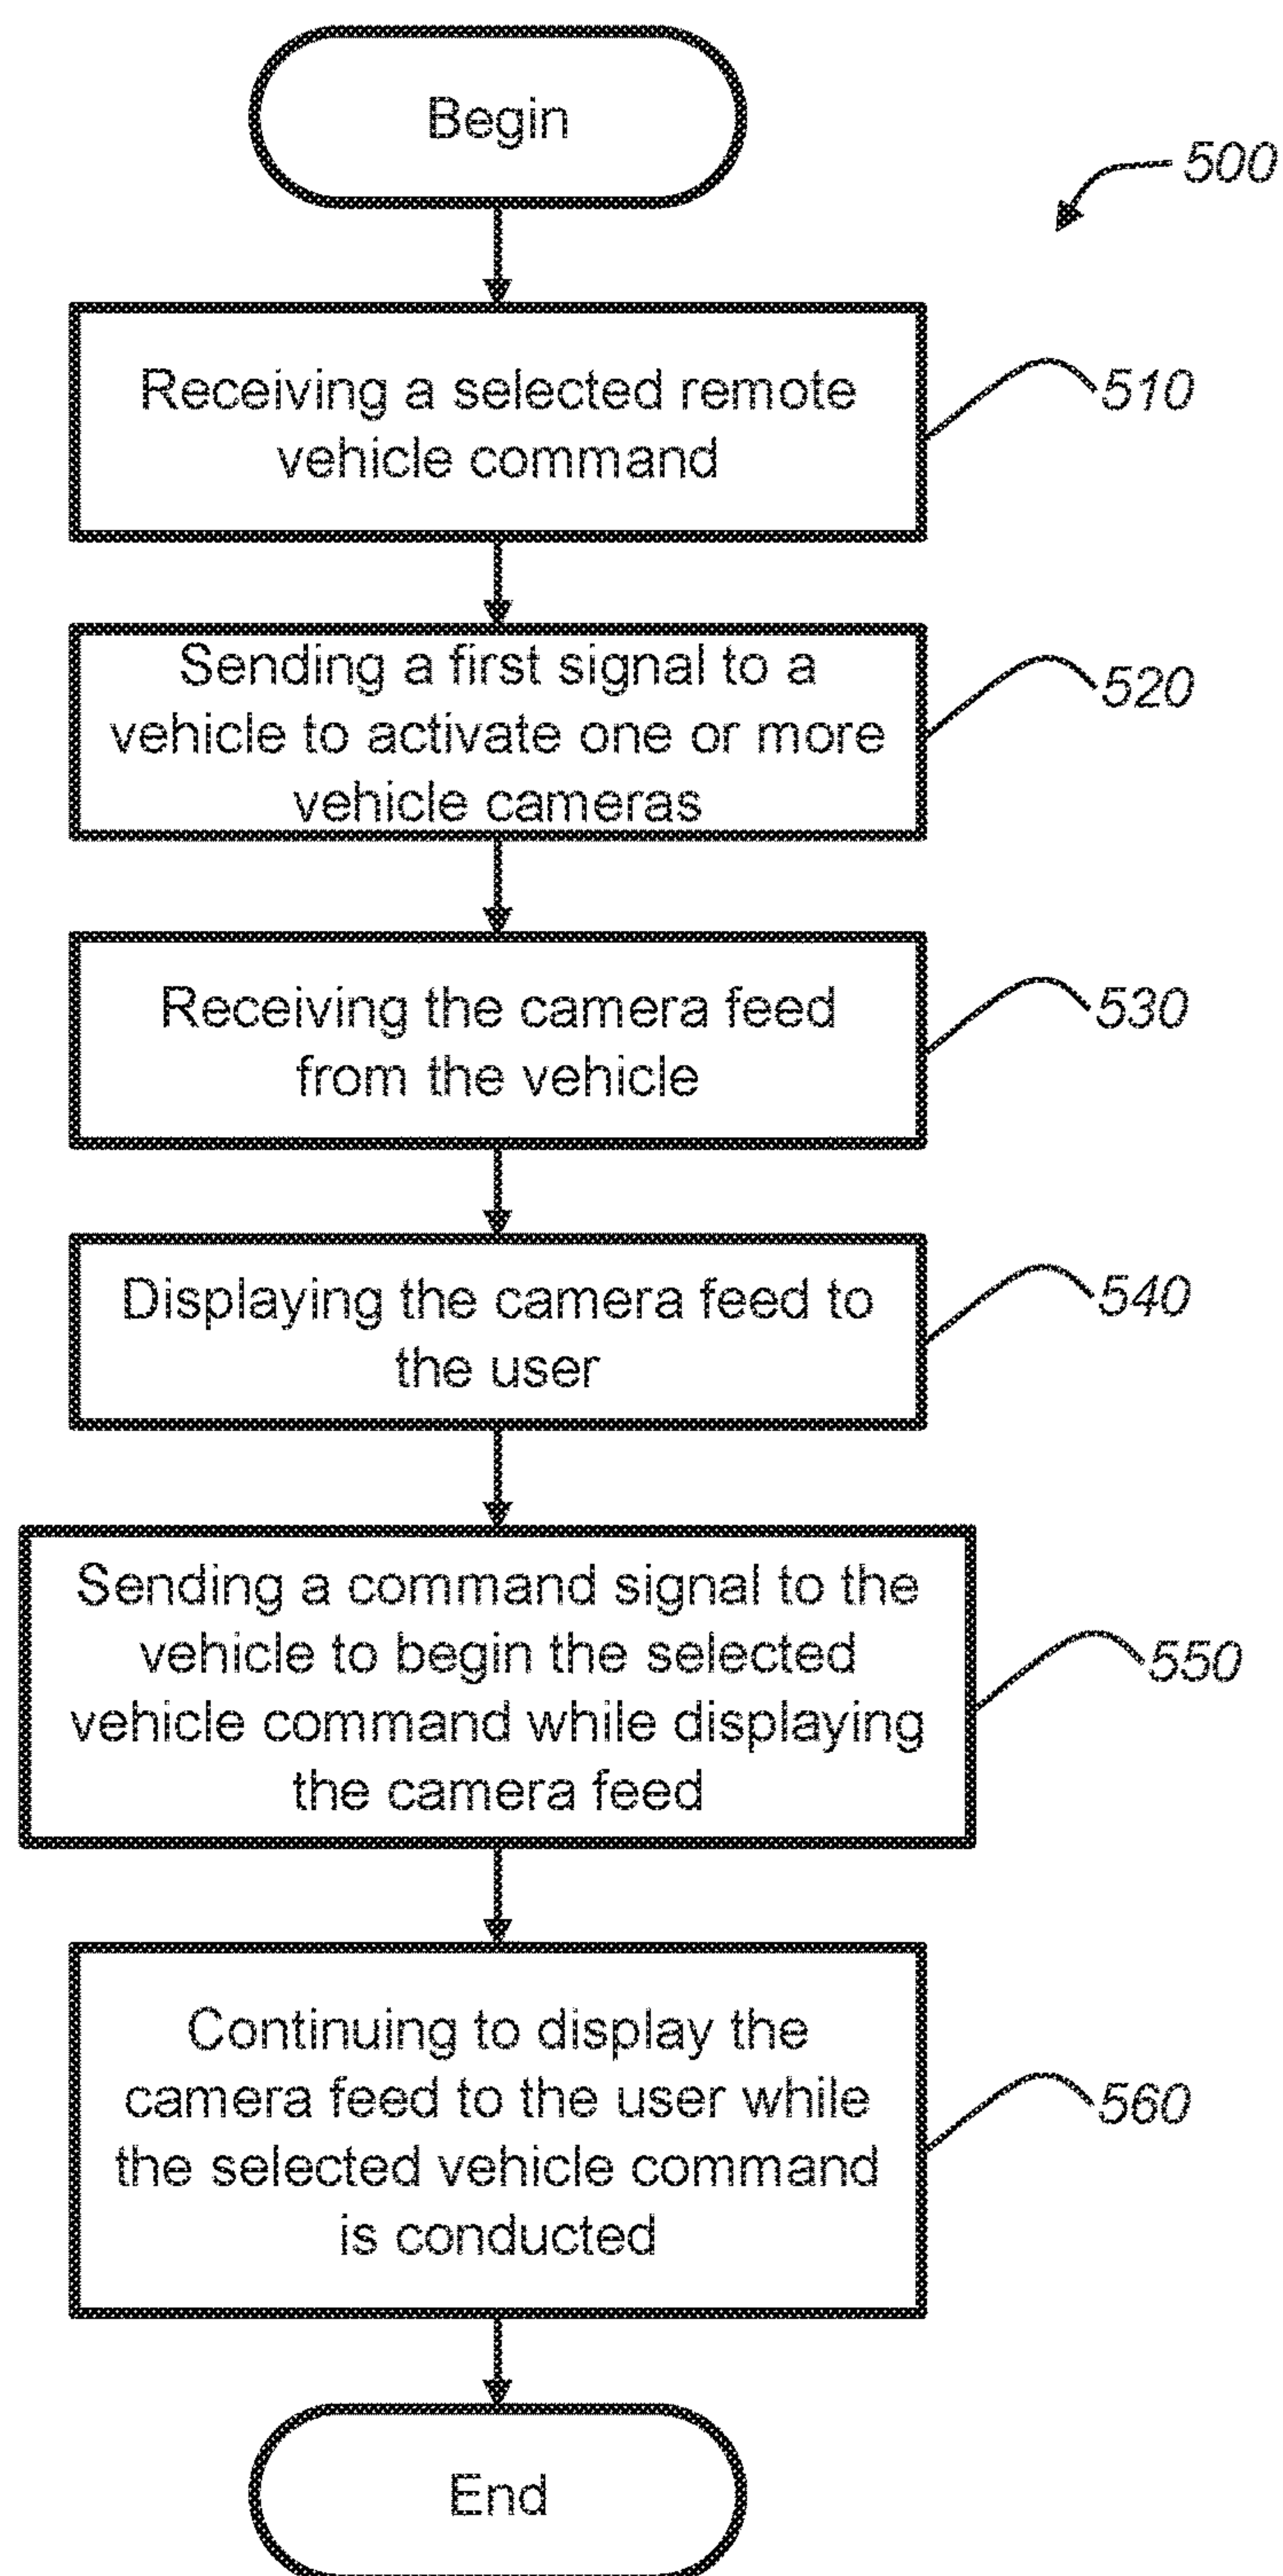 Begin
500
Receiving a selected remote
vehicle command
510
Sending a first signal to a
vehicle to activate one or more
vehicle cameras
520
Receiving the camera feed
from the vehicle
530
Displaying the camera feed to
the user
540
Sending a command signal to the
vehicle to begin the selected
vehicle command while displaying
the camera feed
550
Continuing to display the
camera feed to the user while
the selected vehicle command
is conducted
560
End